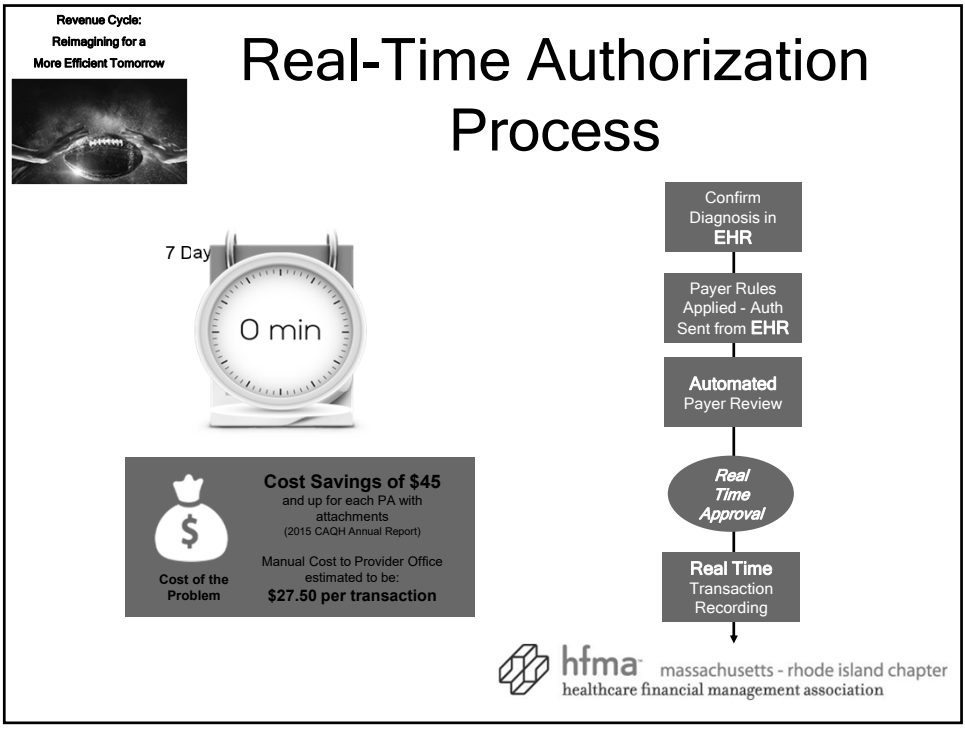 Revenue Cycle:
Reimagining for a
More Efficient Tomorrow
Real-Time Authorization
Process
7 Day
0 min
$
Cost of the
Problem
Cost Savings of $45
and up for each PA with
attachments
(2015 CAQH Annual Report)
Manual Cost to Provider Office
estimated to be:
$27.50 per transaction
Confirm
Diagnosis in
EHR
Payer Rules
Applied - Auth
Sent from EHR
Automated
Payer Review
Real
Time
Approval
Real Time
Transaction
Recording
hfma™ massachusetts - rhode island chapter
healthcare financial management association